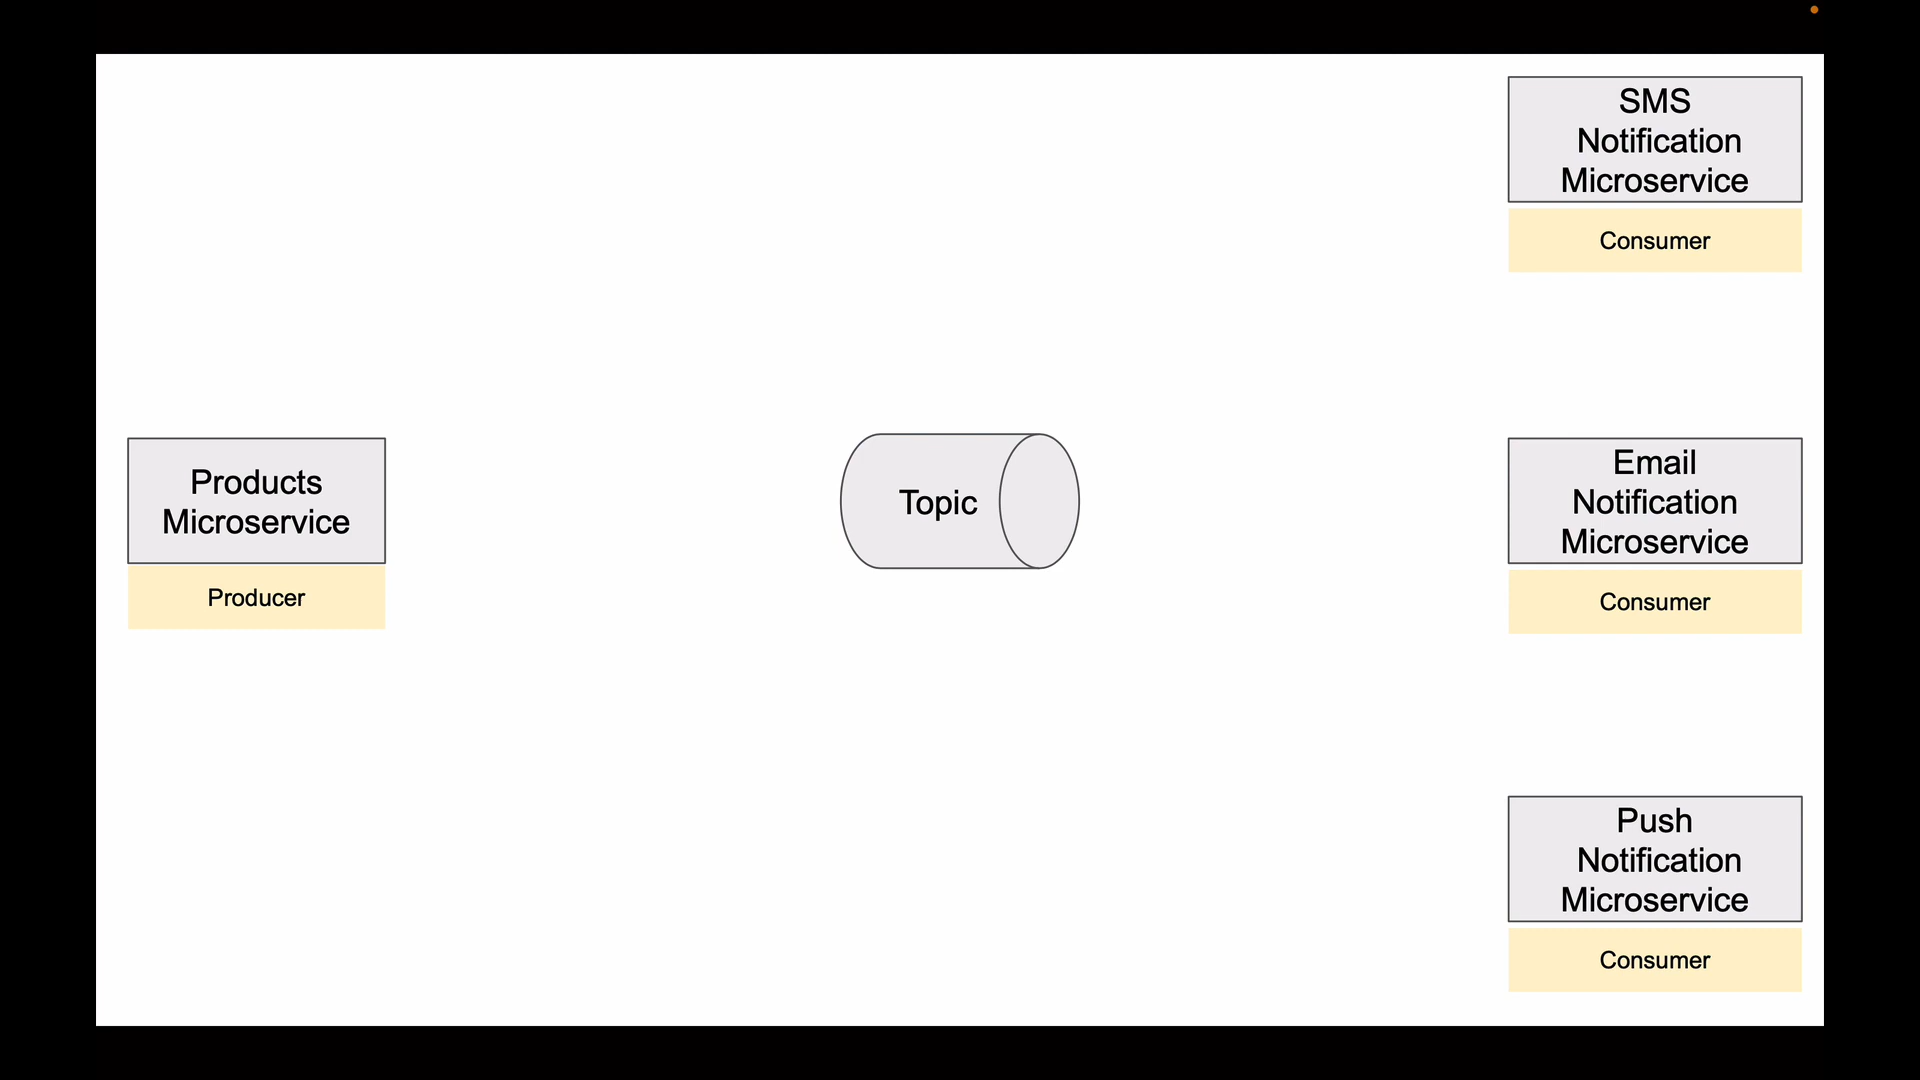 SMS
Notification
Microservice
Consumer
Products
Microservice
Producer
Topic
Email
Notification
Microservice
Consumer
Push
Notification
Microservice
Consumer